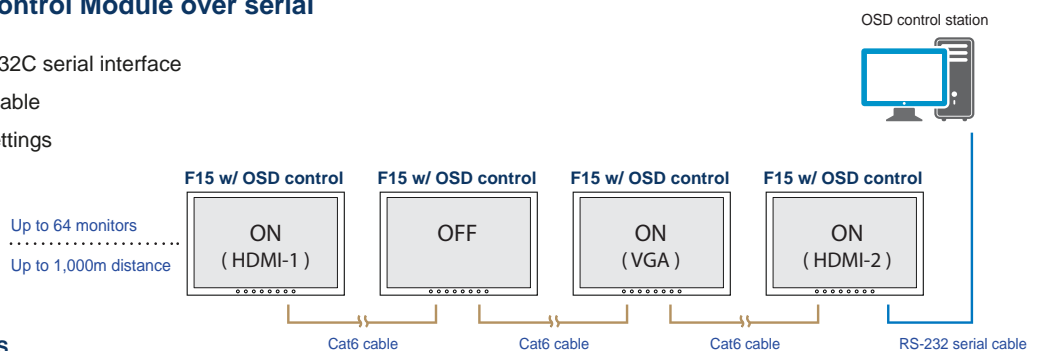 ontrol Module over serial
OSD control station
32C serial interface
able
ttings
F15 w/ OSD control F15 w/ OSD control F15 w/ OSD control F15 w/ OSD control
Up to 64 monitors
Up to 1,000m distance
ON
( HDMI-1 )
OFF
ON
( VGA )
ON
( HDMI-2 )
Cat6 cable Cat6 cable Cat6 cable RS-232 serial cable
s